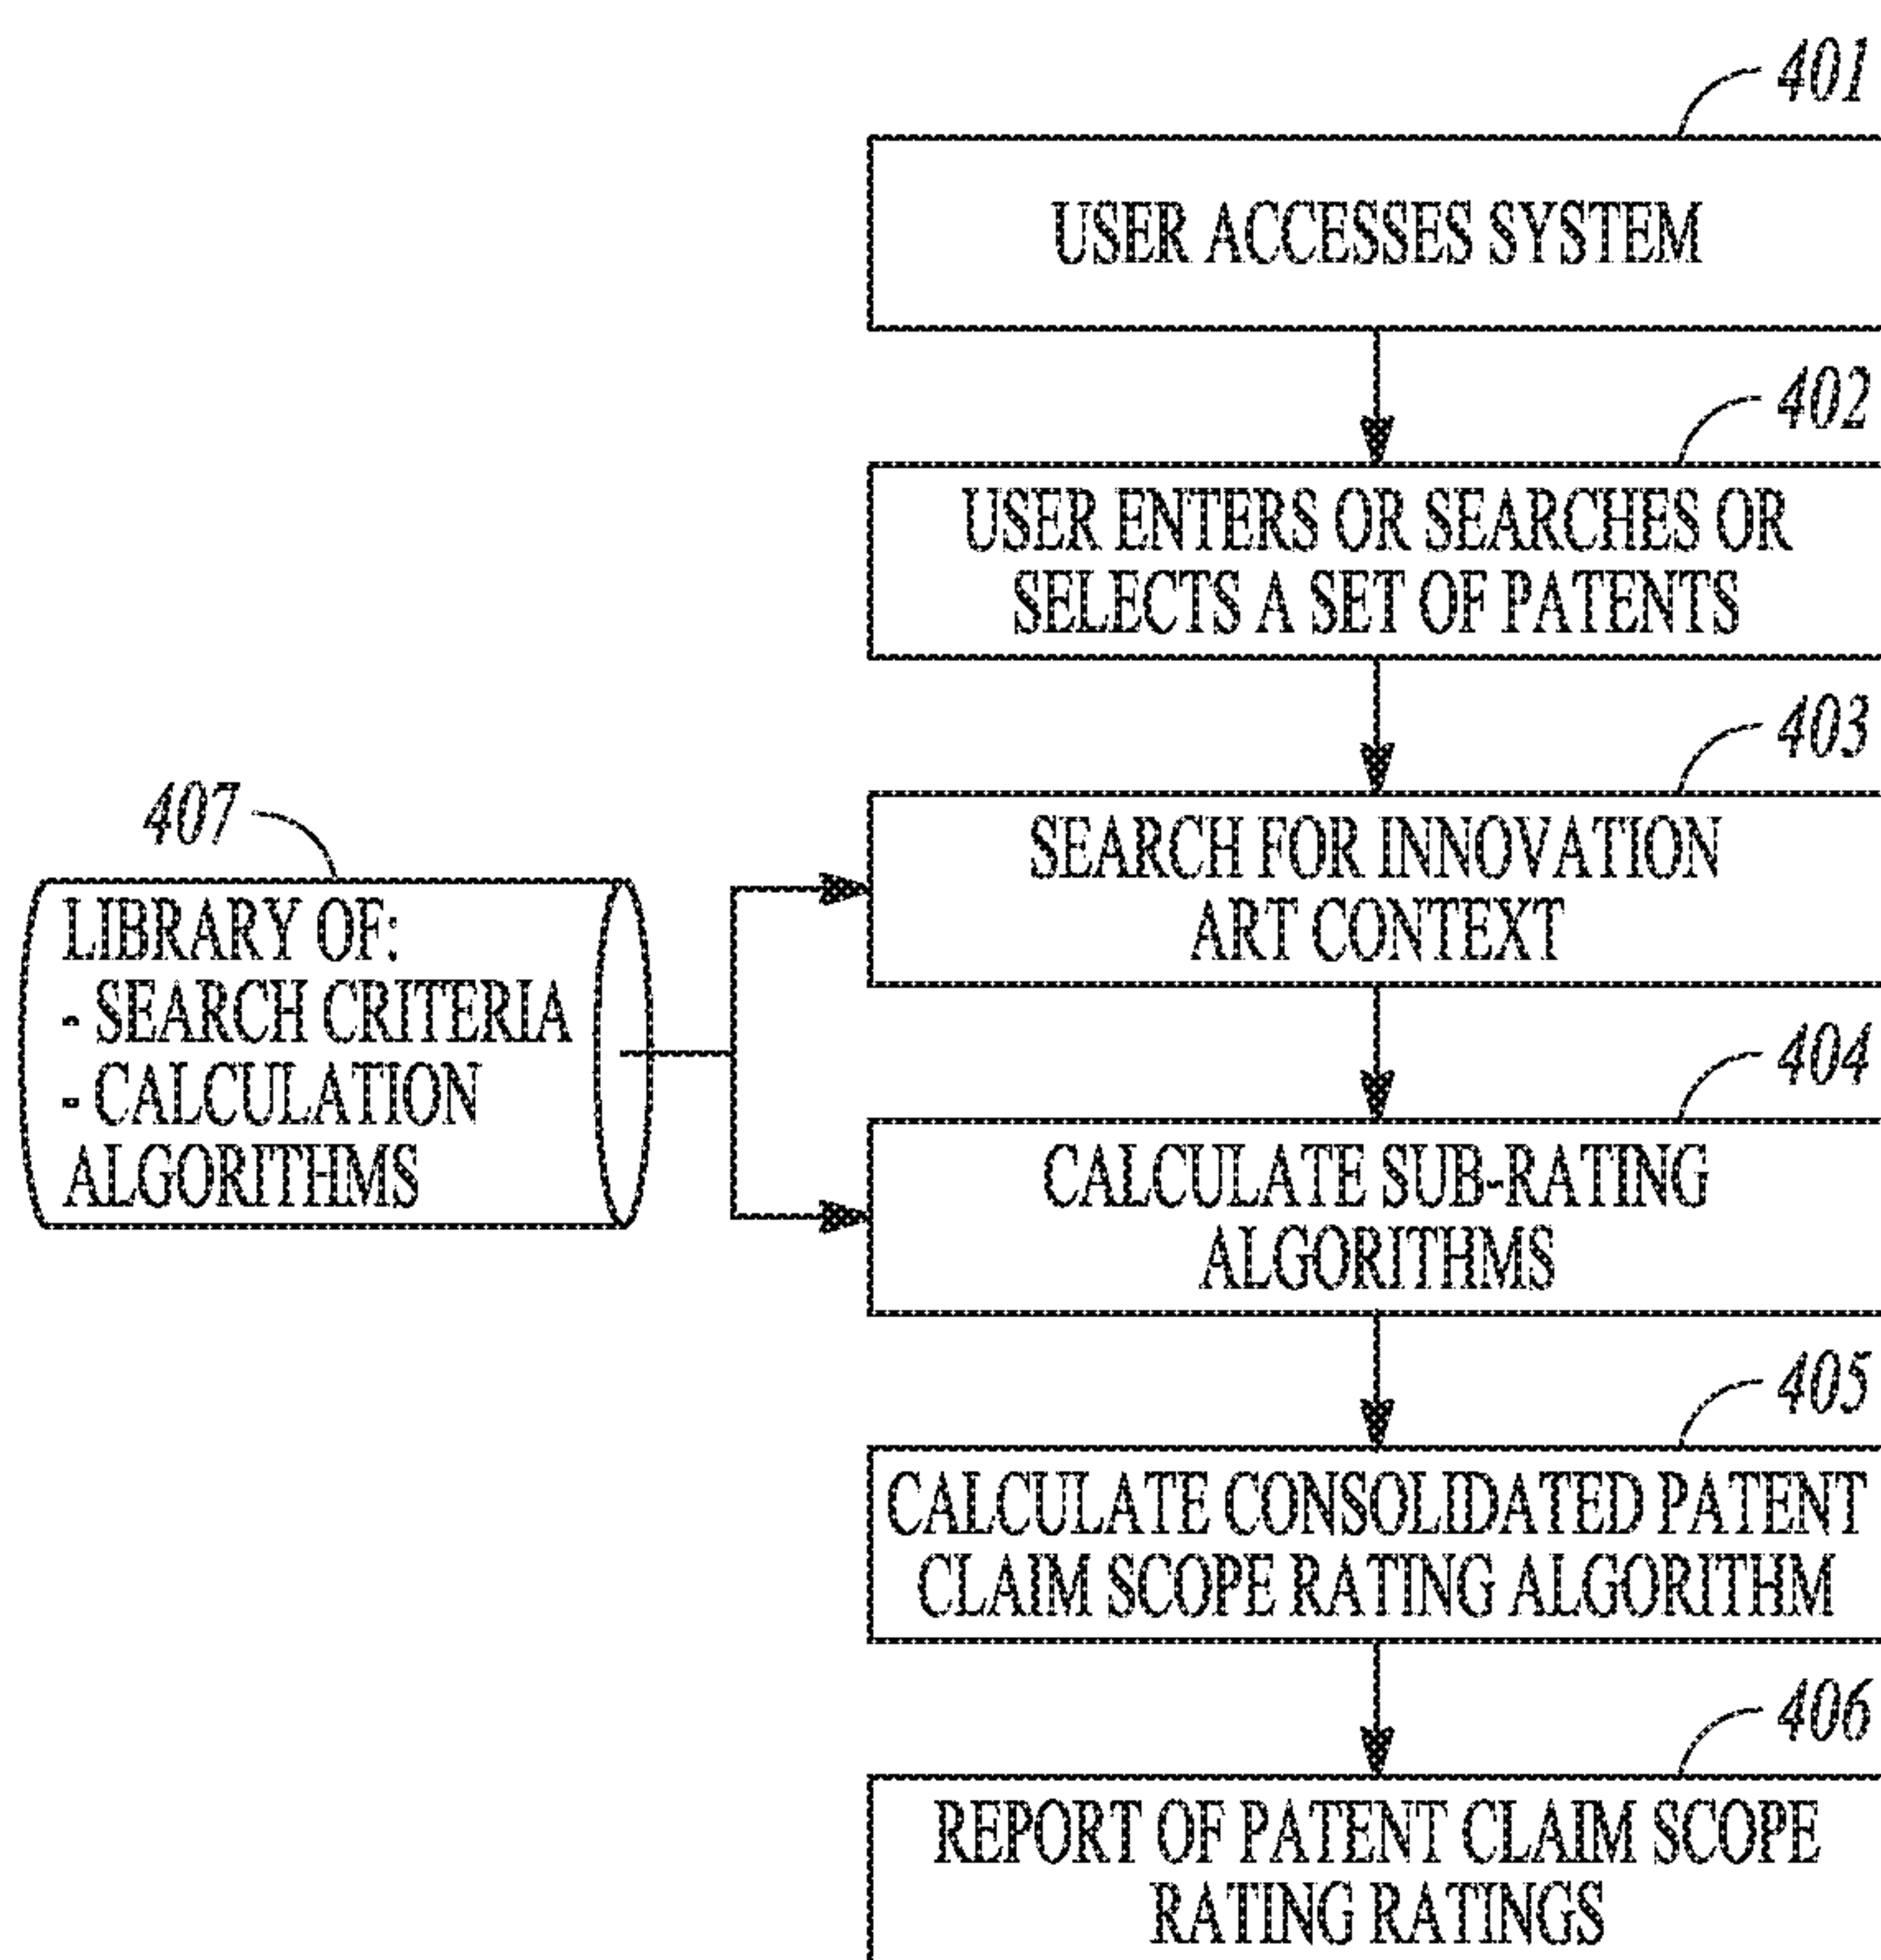 401
USER ACCESSES SYSTEM
402
USER ENTERS OR SEARCHES OR
SELECTS A SET OF PATENTS
403
SEARCH FOR INNOVATION
ART CONTEXT
407
LIBRARY OF:
- SEARCH CRITERIA
- CALCULATION
ALGORITHMS
404
CALCULATE SUB-RATING
ALGORITHMS
405
CALCULATE CONSOLIDATED PATENT
CLAIM SCOPE RATING ALGORITHM
406
REPORT OF PATENT CLAIM SCOPE
RATING RATINGS